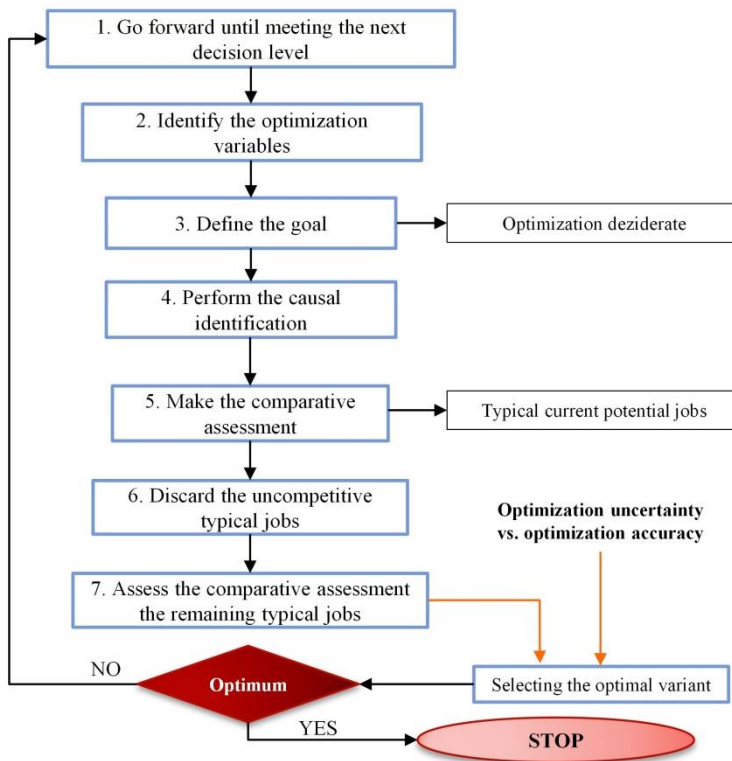 1. Go forward until meeting the next
decision level
2. Identify the optimization
variables
3. Define the goal
Optimization deziderate
4. Perform the causal
identification
5. Make the comparative
assessment
Typical current potential jobs
6. Discard the uncompetitive
typical jobs
Optimization uncertainty
vs. optimization accuracy
7. Assess the comparative assessment
the remaining typical jobs
NO
Optimum
Selecting the optimal variant
YES
STOP